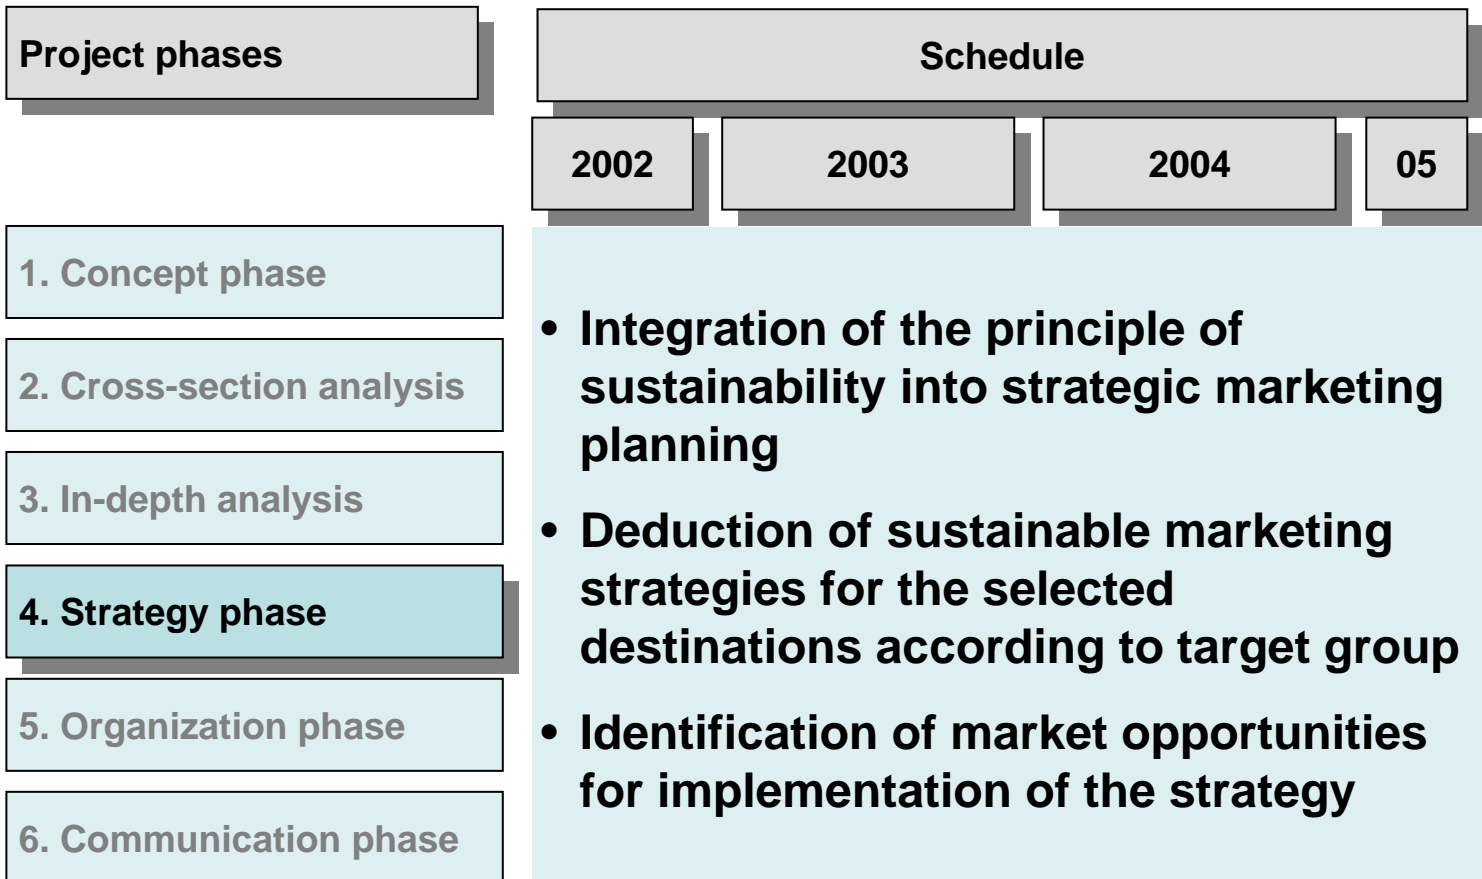 Project phases
Schedule
2002
2003
2004
05
1. Concept phase
2. Cross-section analysis
3. In-depth analysis
4. Strategy phase
5. Organization phase
6. Communication phase
• Integration of the principle of
sustainability into strategic marketing
planning
• Deduction of sustainable marketing
strategies for the selected
destinations according to target group
• Identification of market opportunities
for implementation of the strategy